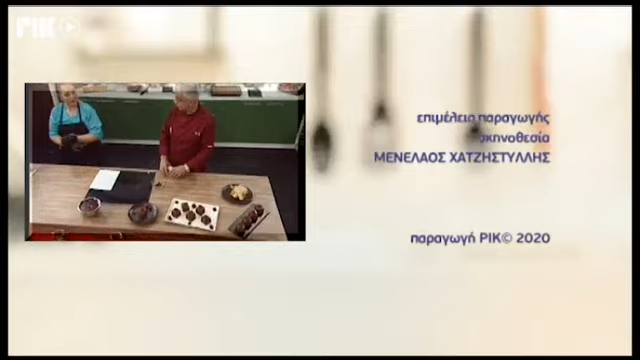 ΡΙΚ
επιμέλεια παραγωγής
σκηνοθεσία
ΜΕΝΕΛΑΟΣ ΧΑΤΖΗΣΤΥΛΛΗΣ
παραγωγή ΡΙΚ© 2020